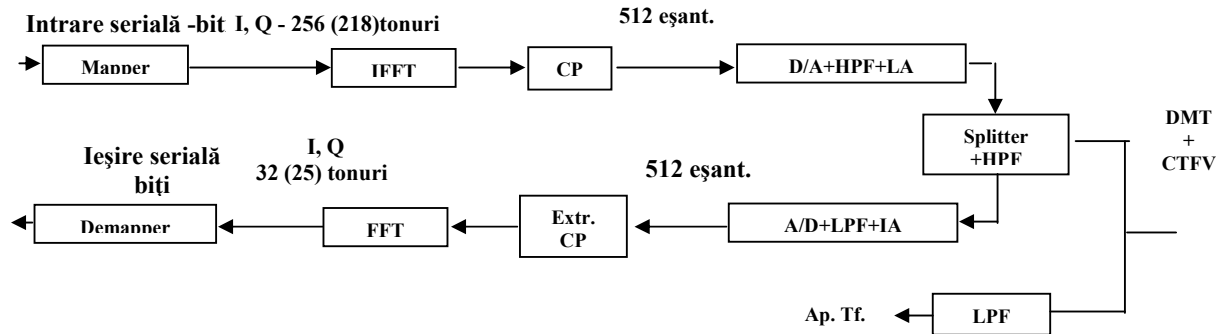 Intrare serială -bit I, Q - 256 (218)tonuri
512 eşant.
Mapper
IFFT
CP
D/A+HPF+LA
Splitter
+HPF
DMT
+
CTFV
Ieşire serială
biţi
I, Q
32 (25) tonuri
512 eşant.
Demapper
FFT
Extr.
CP
A/D+LPF+IA
Ap. Tf.
LPF